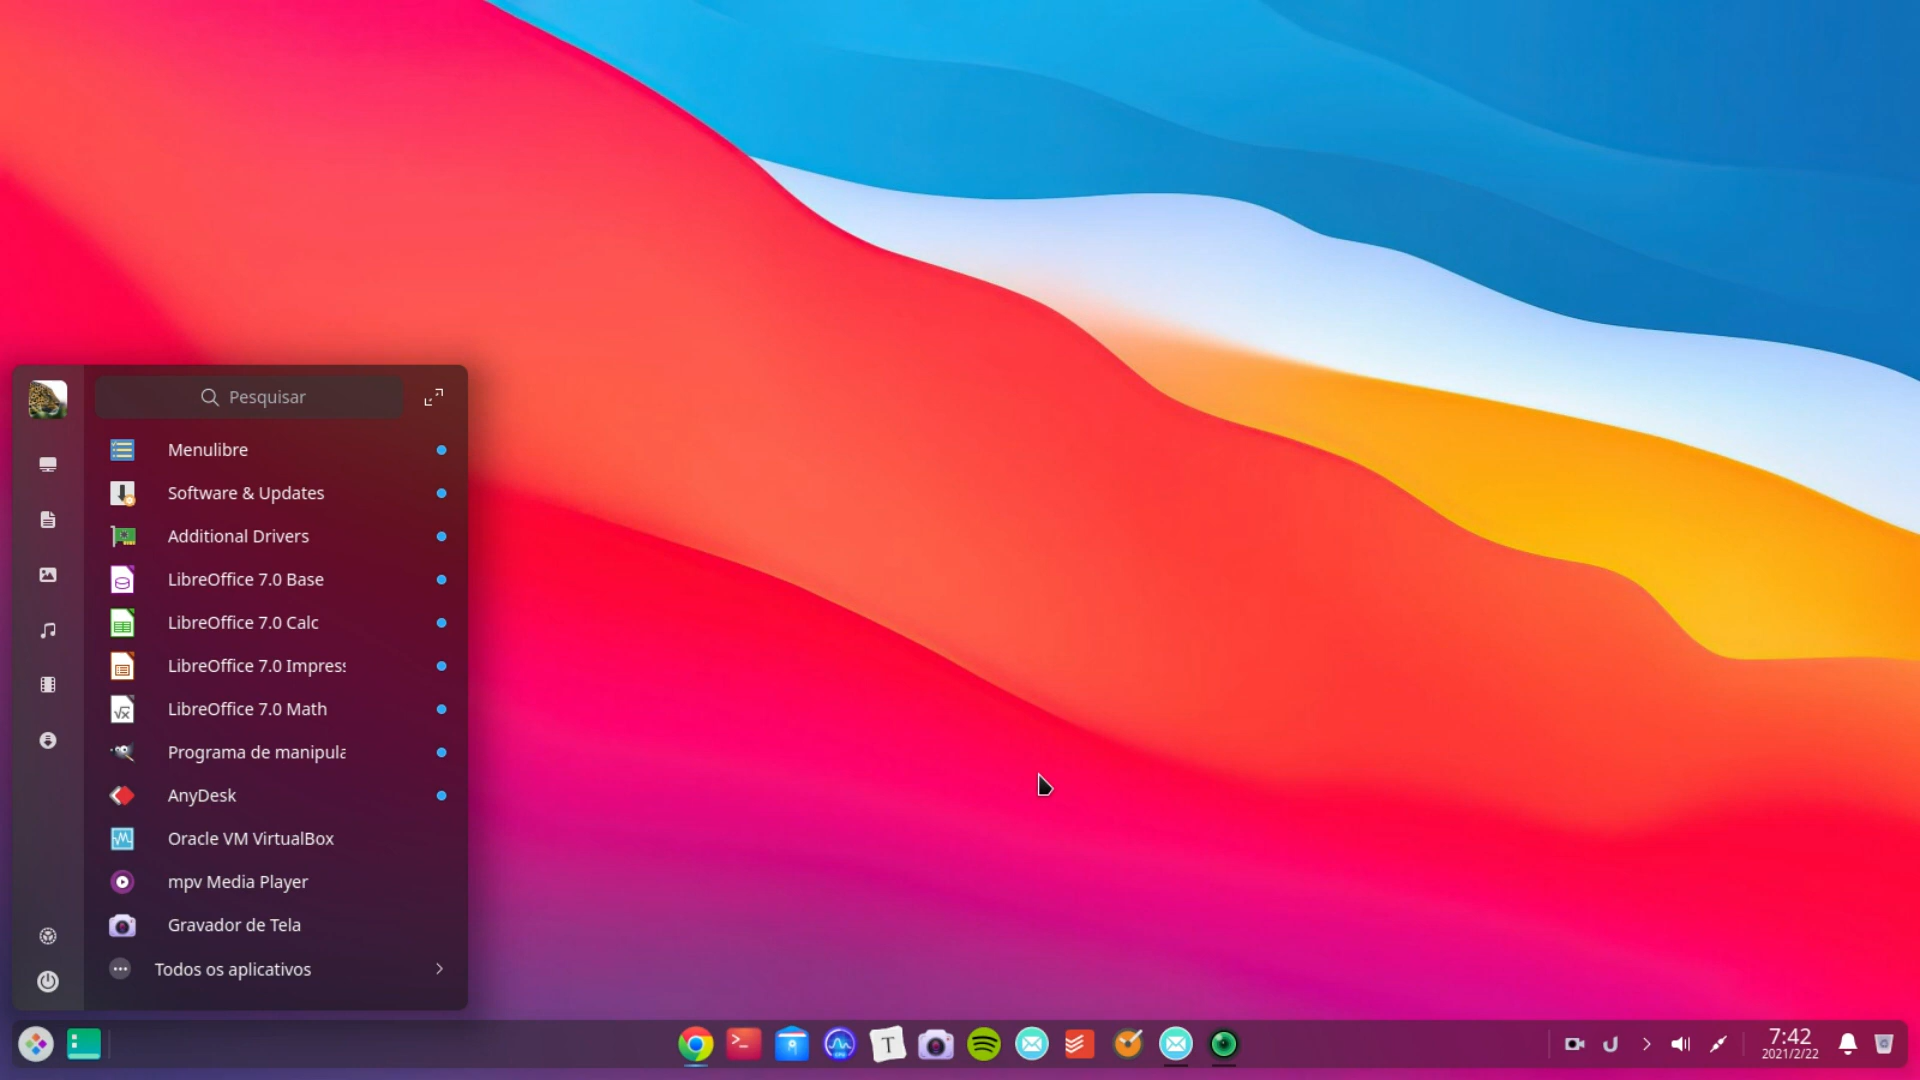 Pesquisar
Menulibre
Software & Updates
Additional Drivers
LibreOffice 7.0 Base
LibreOffice 7.0 Calc
LibreOffice 7.0 Impress
LibreOffice 7.0 Math
Programa de manipula
AnyDesk
Oracle VM VirtualBox
mpv Media Player
Gravador de Tela
Todos os aplicativos
T
7:42
2021/2/22